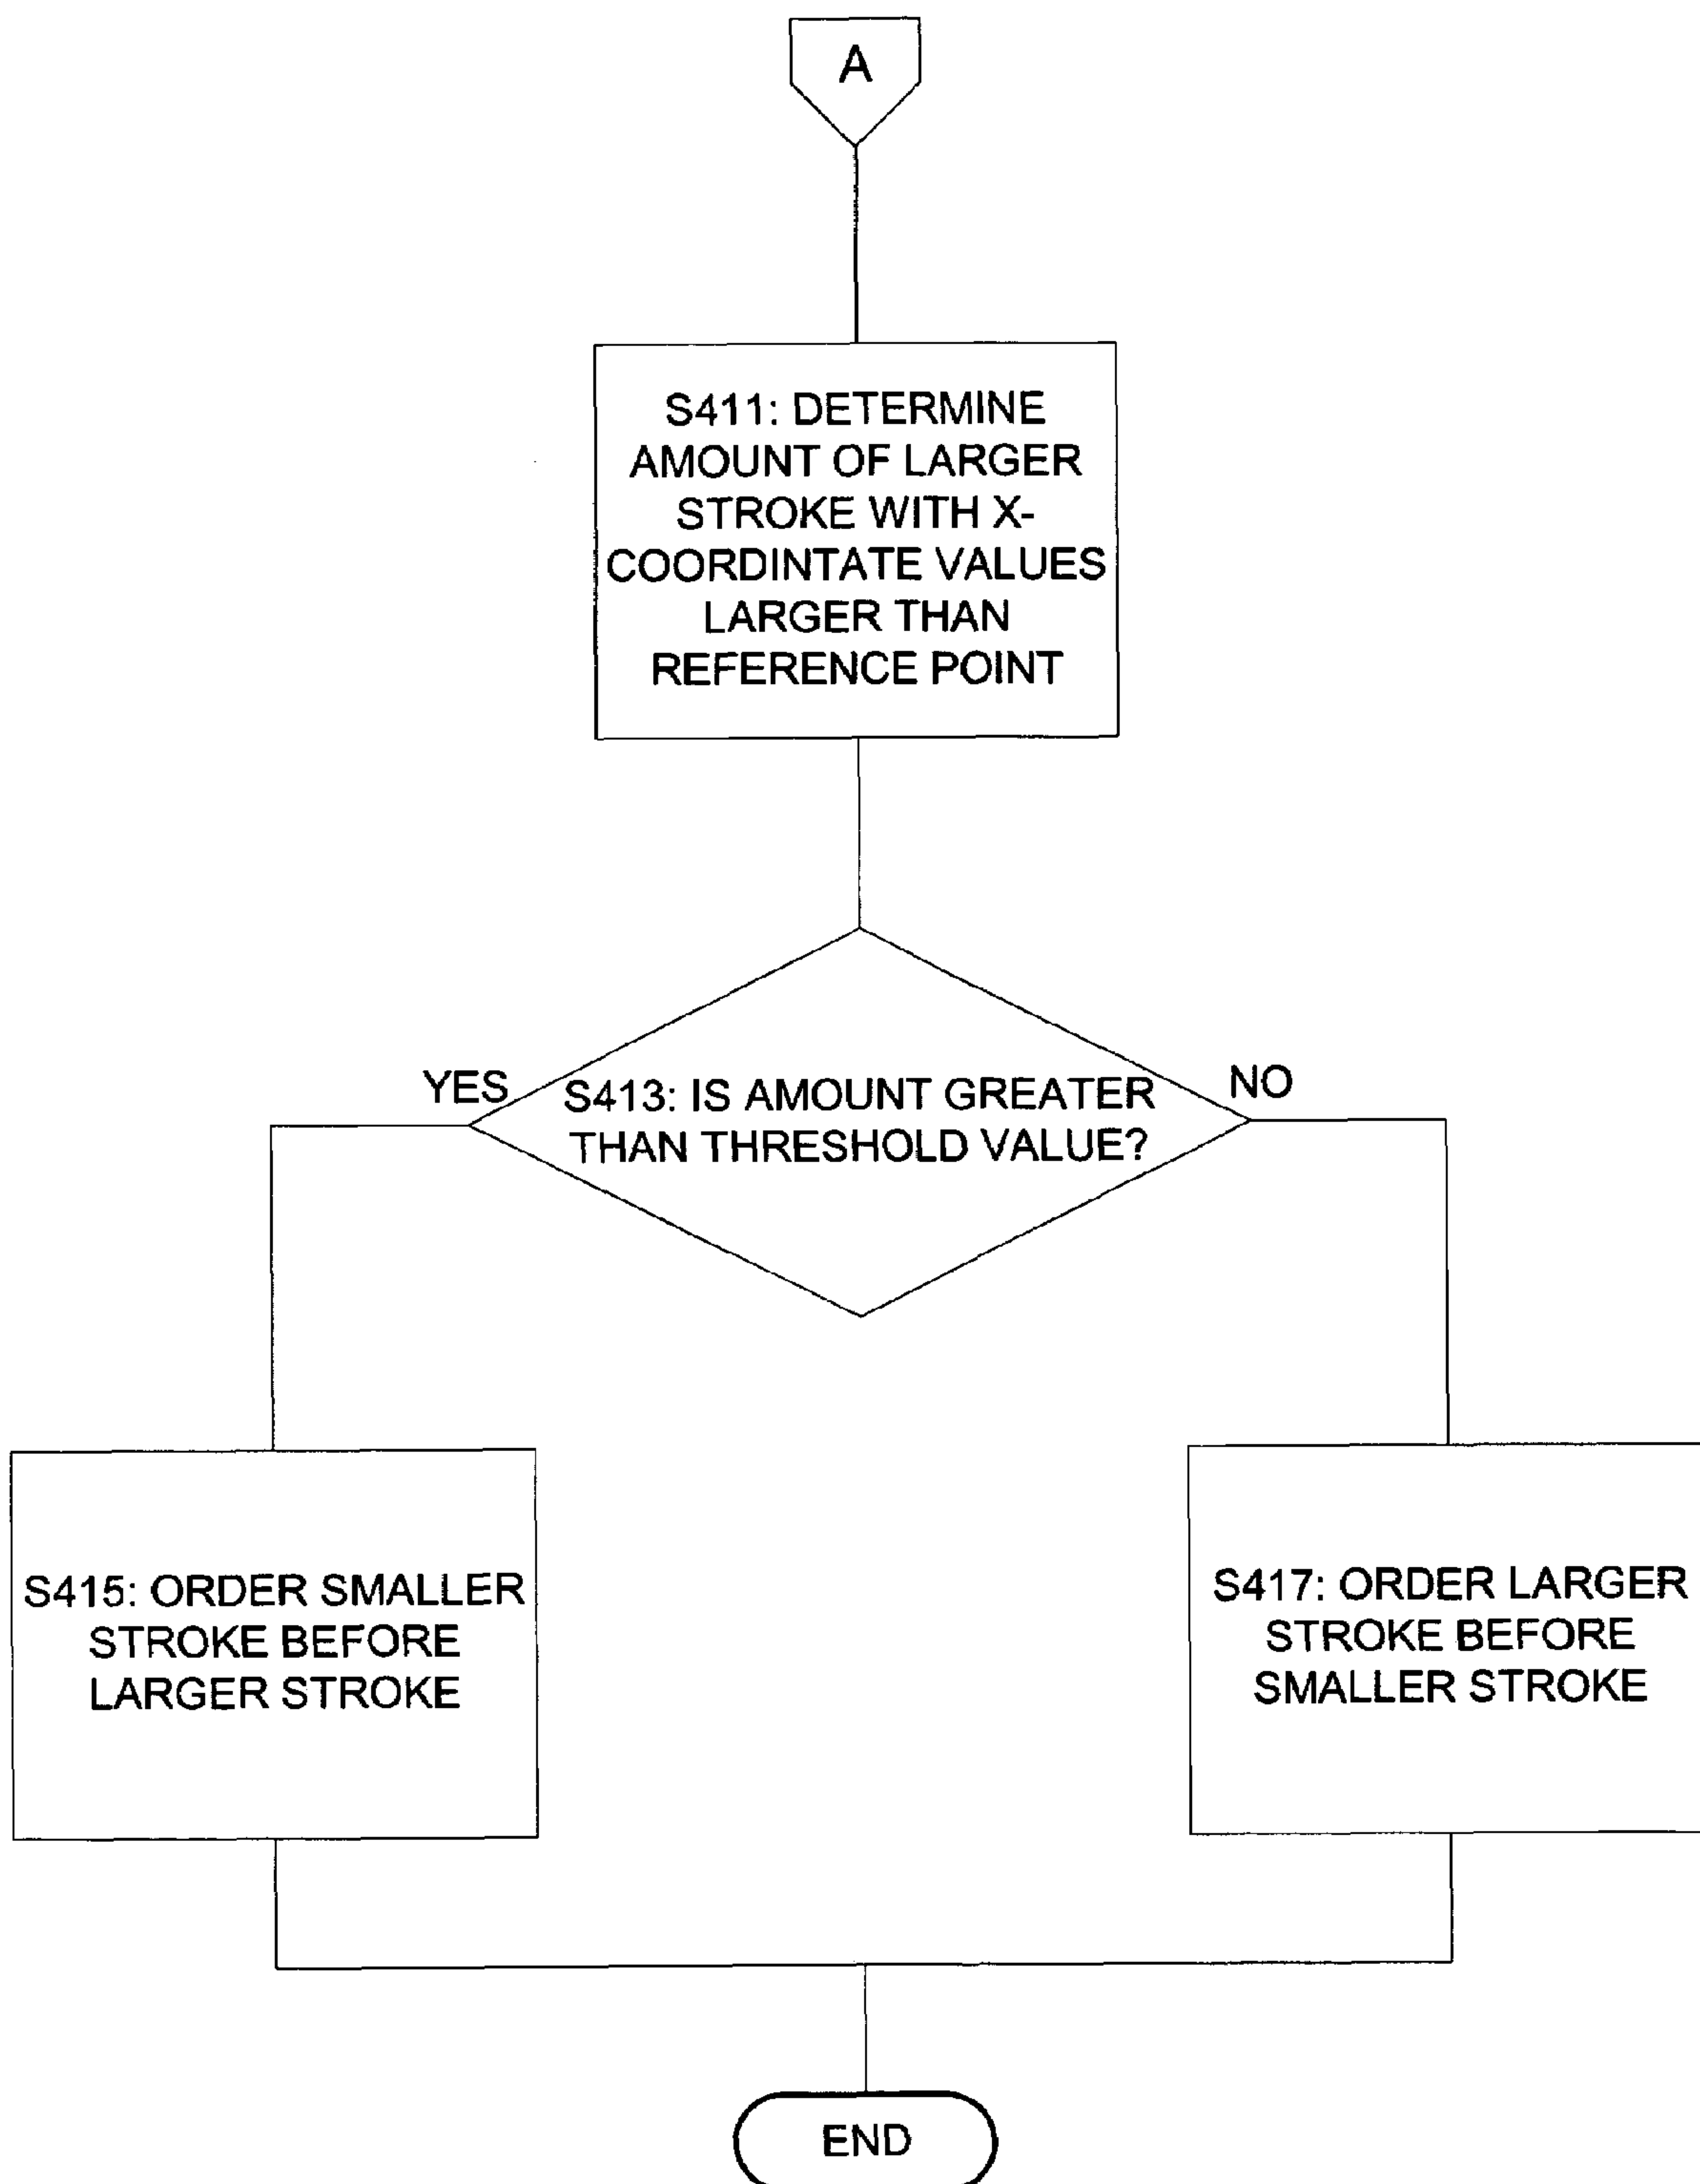 A
S411: DETERMINE
AMOUNT OF LARGER
STROKE WITH X-
COORDINTATE VALUES
LARGER THAN
REFERENCE POINT
YES
NO
S413: IS AMOUNT GREATER
THAN THRESHOLD VALUE?
S415: ORDER SMALLER
STROKE BEFORE
LARGER STROKE
S417: ORDER LARGER
STROKE BEFORE
SMALLER STROKE
END